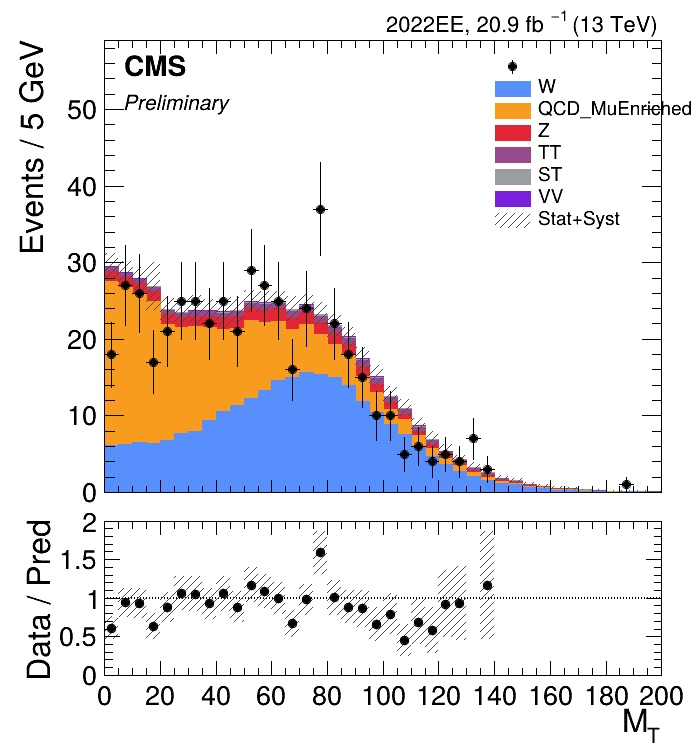 2022EE, 20.9 fb⁻¹ (13 TeV)
CMS
Preliminary
W
QCD_MuEnriched
Z
TT
ST
VV
Stat+Syst
Events / 5 GeV
50
40
30
20
10
0
Data / Pred
2
1.5
1
0.5
0
0 20 40 60 80 100 120 140 160 180 200
M_T